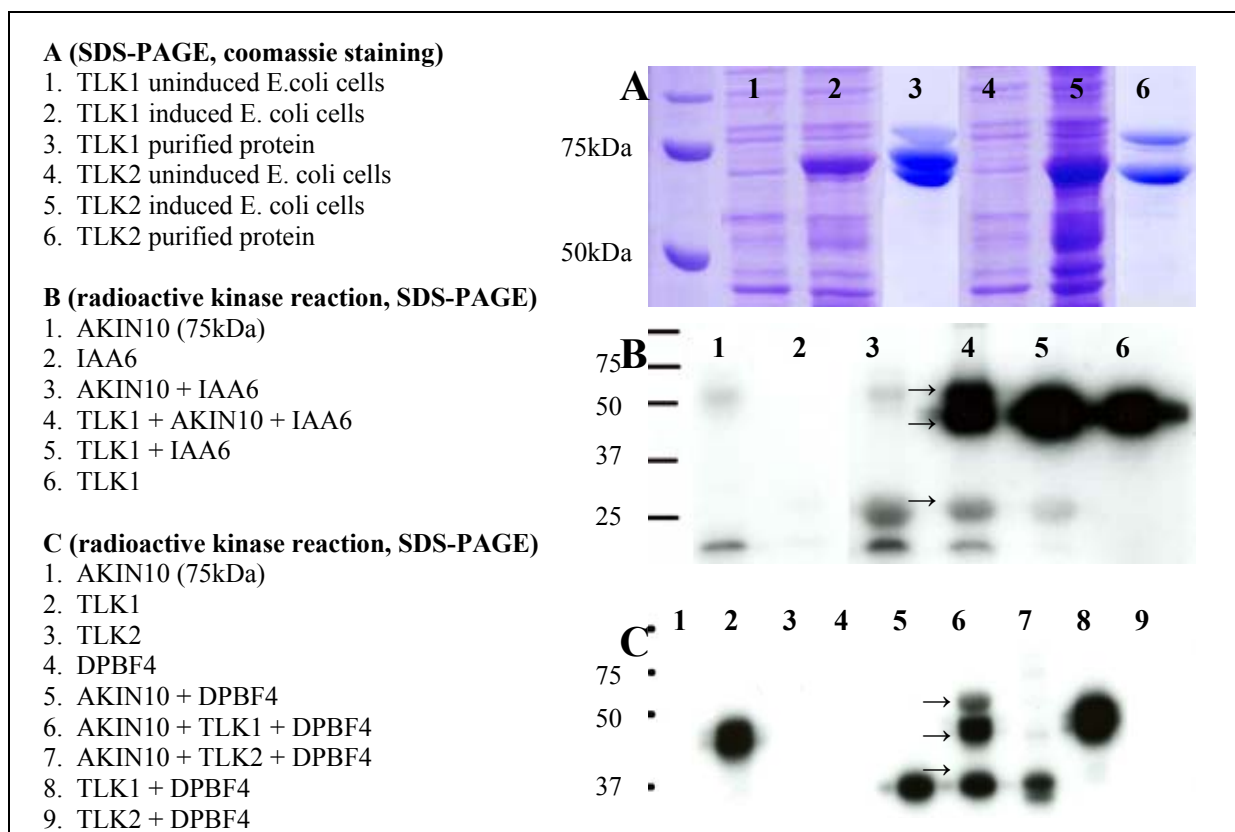 A (SDS-PAGE, coomassie staining)
1. TLK1 uninduced E.coli cells
2. TLK1 induced E. coli cells
3. TLK1 purified protein
4. TLK2 uninduced E. coli cells
5. TLK2 induced E. coli cells
6. TLK2 purified protein
B (radioactive kinase reaction, SDS-PAGE)
1. AKIN10 (75kDa)
2. IAA6
3. AKIN10 + IAA6
4. TLK1 + AKIN10 + IAA6
5. TLK1 + IAA6
6. TLK1
C (radioactive kinase reaction, SDS-PAGE)
1. AKIN10 (75kDa)
2. TLK1
3. TLK2
4. DPBF4
5. AKIN10 + DPBF4
6. AKIN10 + TLK1 + DPBF4
7. AKIN10 + TLK2 + DPBF4
8. TLK1 + DPBF4
9. TLK2 + DPBF4
A 1 2 3 4 5 6
75kDa
50kDa
B 1 2 3 4 5 6
75
50
→
→
37
→
25
C 1 2 3 4 5 6 7 8 9
75
→
50
→
→
37